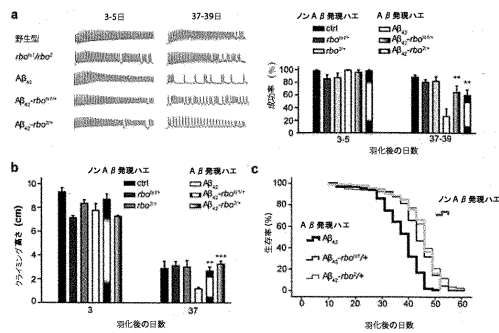 a
3-5日
37-39日
野生型
rbo^ts1/rbo^2
Aβ42
Aβ42-rbo^ts1/+
Aβ42-rbo^2/+
ノンAβ発現ハエ
Aβ発現ハエ
ctrl
rbo^ts1/+
rbo^2/+
Aβ42
Aβ42-rbo^ts1/+
Aβ42-rbo^2/+
成功率 (%)
100
80
60
40
20
0
**
**
3-5
37-39
羽化後の日数
b
ノンAβ発現ハエ
Aβ発現ハエ
ctrl
rbo^ts1/+
rbo^2/+
Aβ42
Aβ42-rbo^ts1/+
Aβ42-rbo^2/+
クライミング高さ (cm)
10
8
6
4
2
0
**
***
3
37
羽化後の日数
c
ノンAβ発現ハエ
Aβ発現ハエ
Aβ42
Aβ42-rbo^ts1/+
Aβ42-rbo^2/+
生存率 (%)
100
80
60
40
20
0
0
10
20
30
40
50
60
羽化後の日数